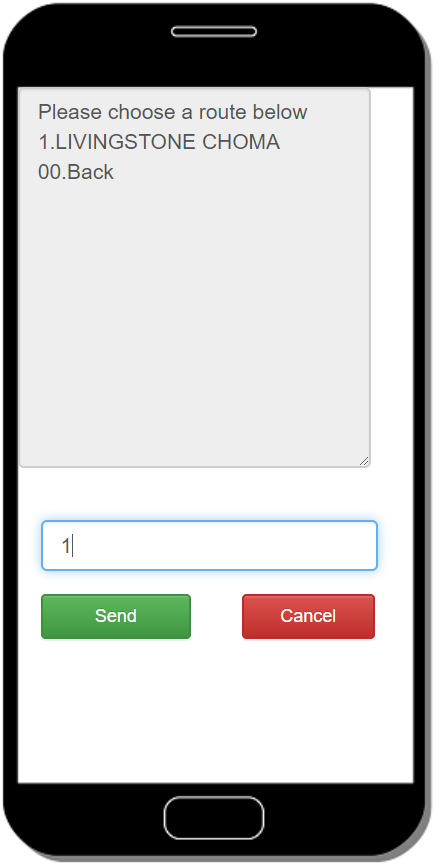 Please choose a route below
1.LIVINGSTONE CHOMA
00.Back
1
Send
Cancel